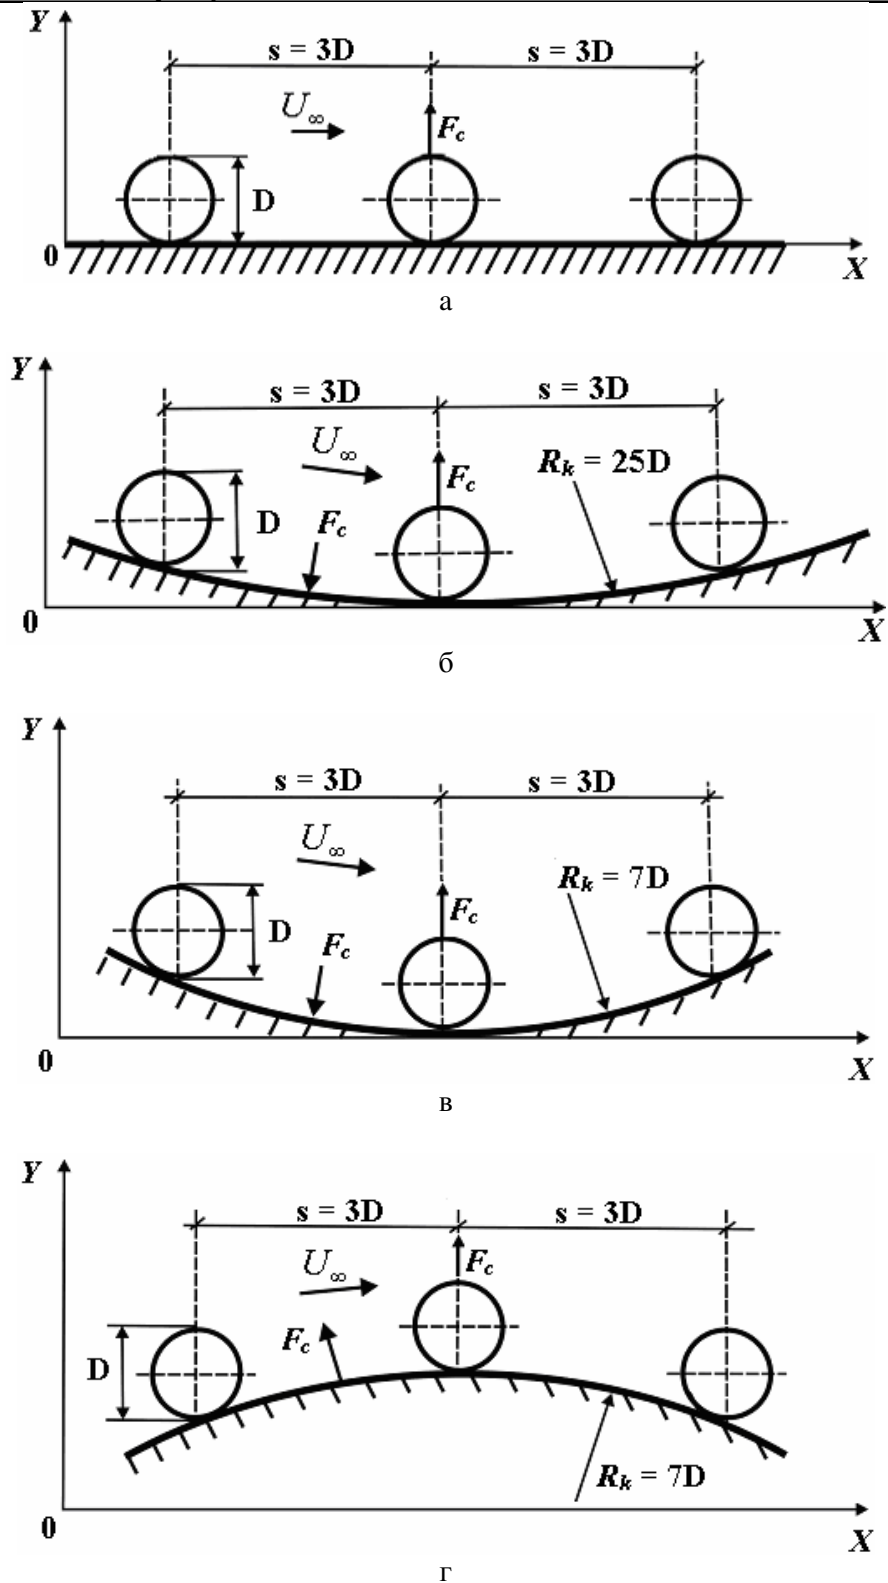 Y
s = 3D s = 3D
U∞
Fc
D
0
X
а
Y
s = 3D s = 3D
U∞
Rk = 25D
Fc
D Fc
0
X
б
Y
s = 3D s = 3D
U∞
Rk = 7D
Fc
D Fc
0
X
в
Y
s = 3D s = 3D
U∞ Fc
Fc
D
Rk = 7D
0
X
г